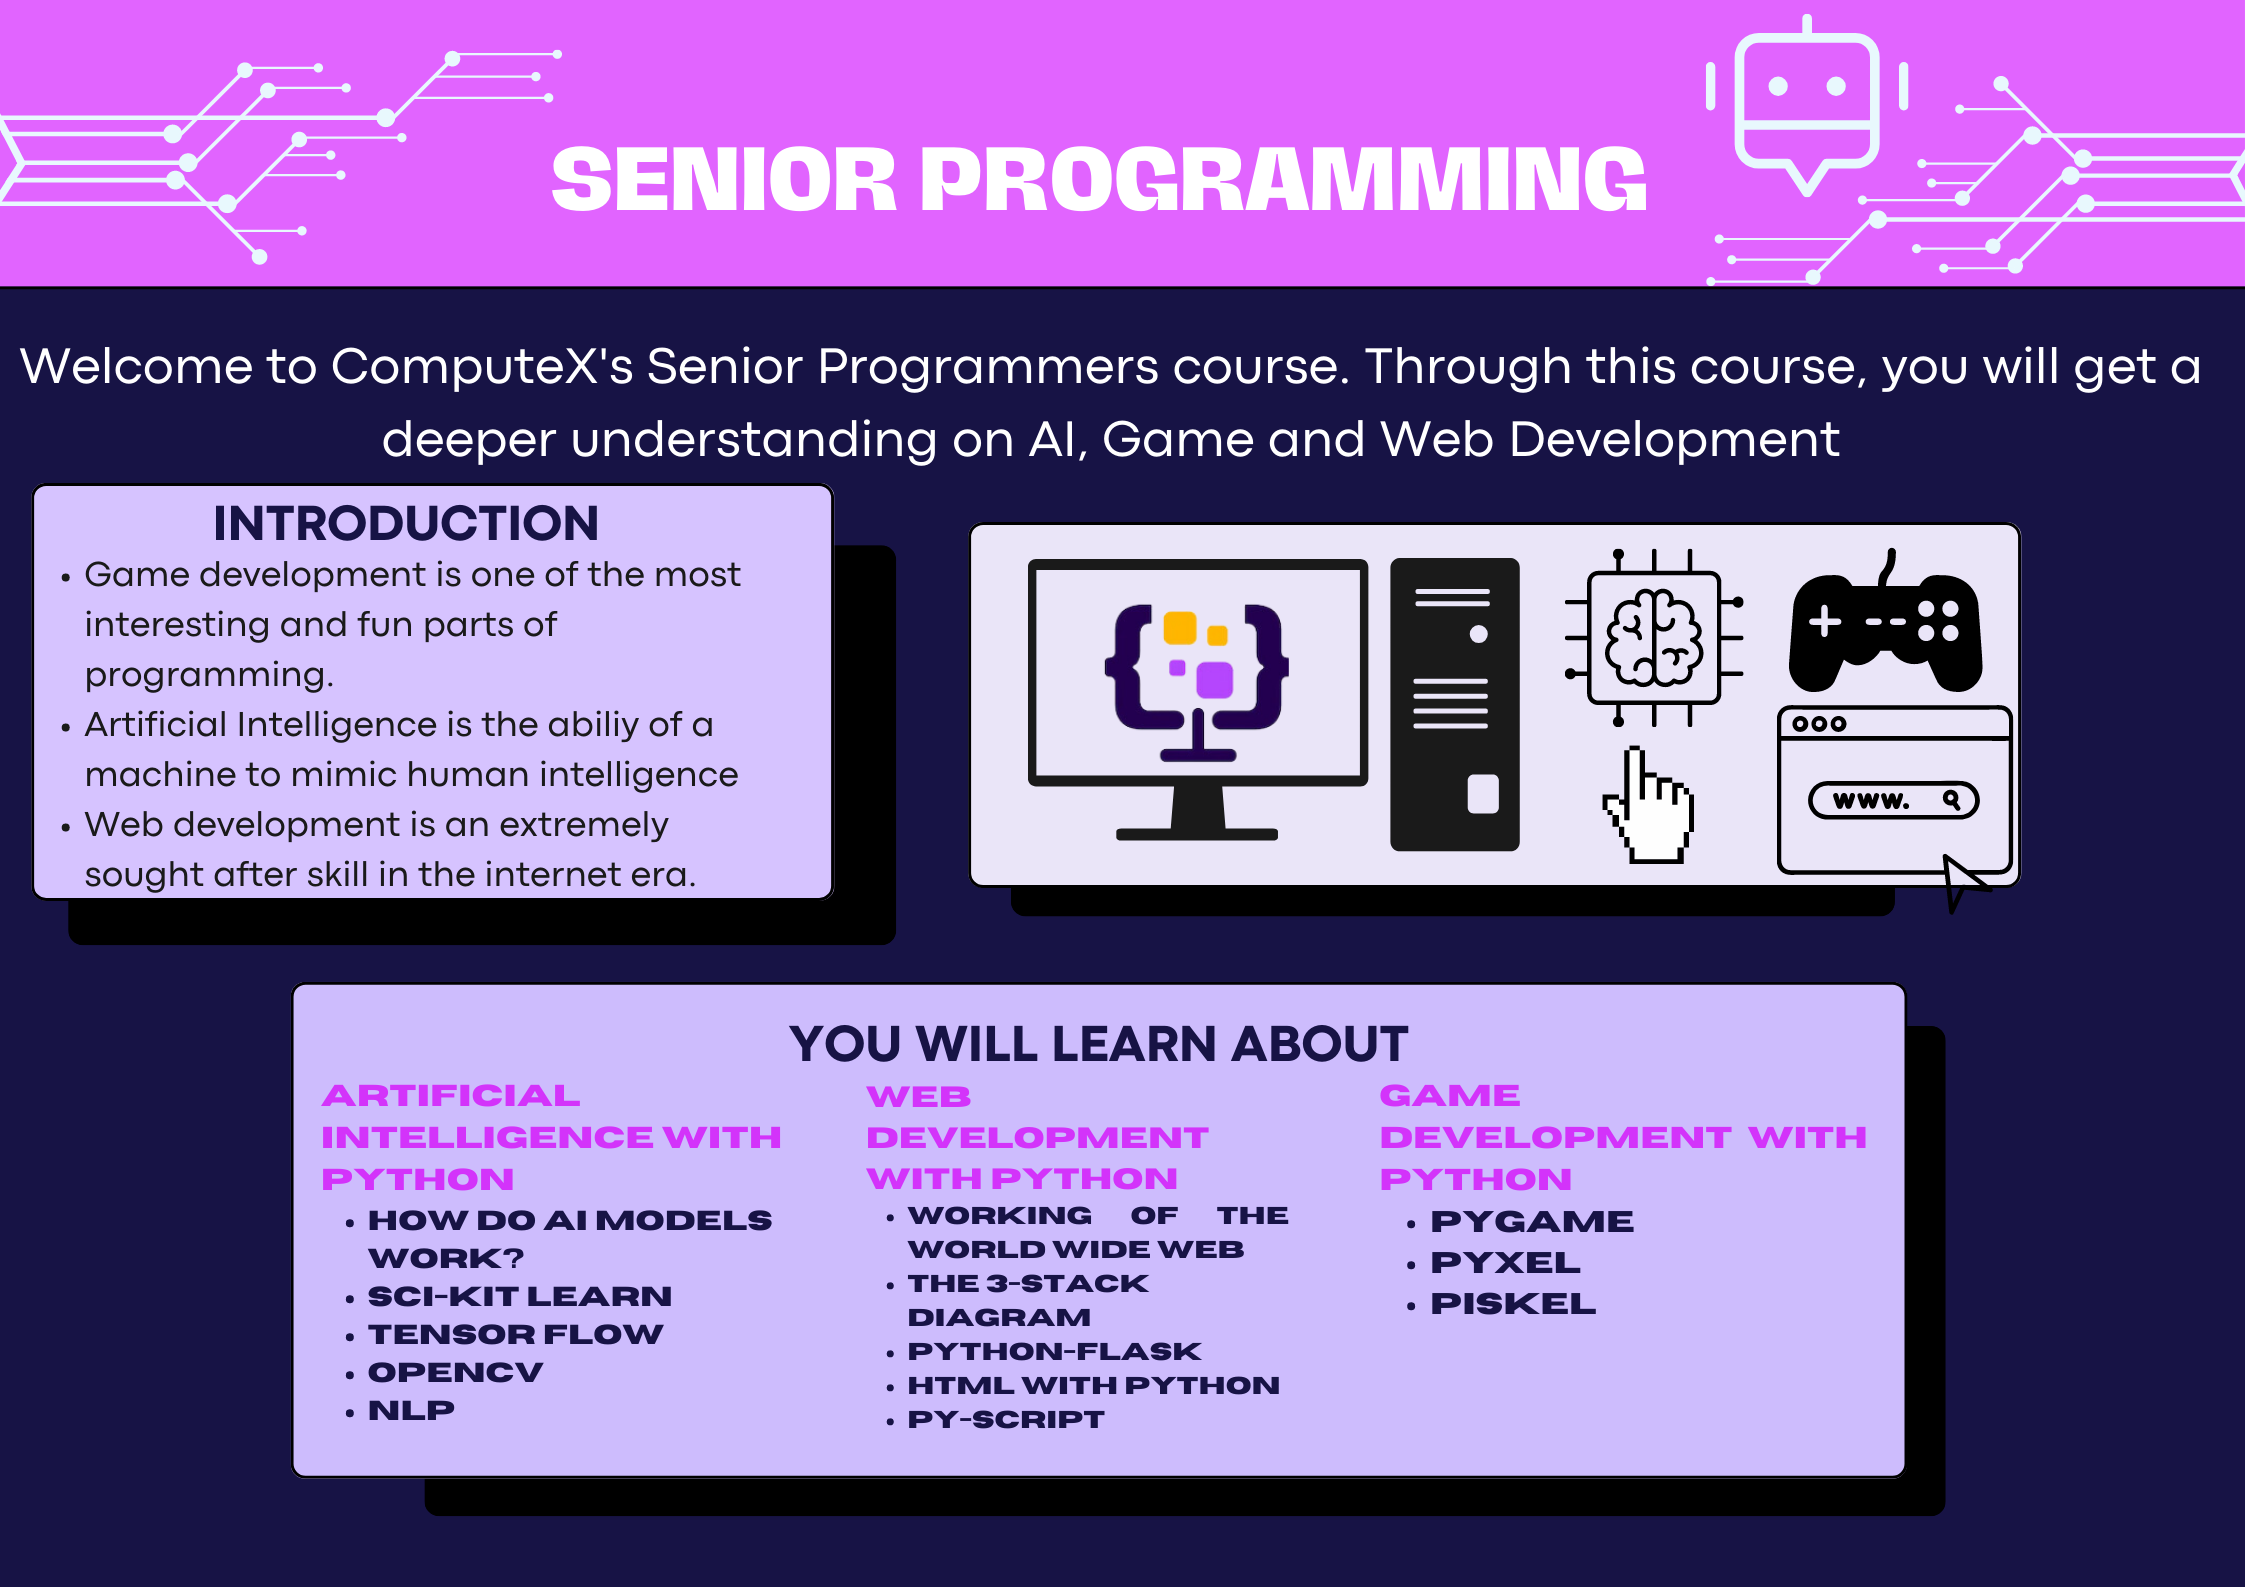 SENIOR PROGRAMMING
Welcome to ComputeX's Senior Programmers course. Through this course, you will get a
deeper understanding on AI, Game and Web Development
INTRODUCTION
• Game development is one of the most
interesting and fun parts of
programming.
• Artificial Intelligence is the abiliy of a
machine to mimic human intelligence
• Web development is an extremely
sought after skill in the internet era.
www.
YOU WILL LEARN ABOUT
ARTIFICIAL
INTELLIGENCE WITH
PYTHON
• HOW DO AI MODELS
WORK?
• SCI-KIT LEARN
• TENSOR FLOW
• OPENCV
• NLP
WEB
DEVELOPMENT
WITH PYTHON
• WORKING OF THE
WORLD WIDE WEB
• THE 3-STACK
DIAGRAM
• PYTHON-FLASK
• HTML WITH PYTHON
• PY-SCRIPT
GAME
DEVELOPMENT WITH
PYTHON
• PYGAME
• PYXEL
• PISKEL